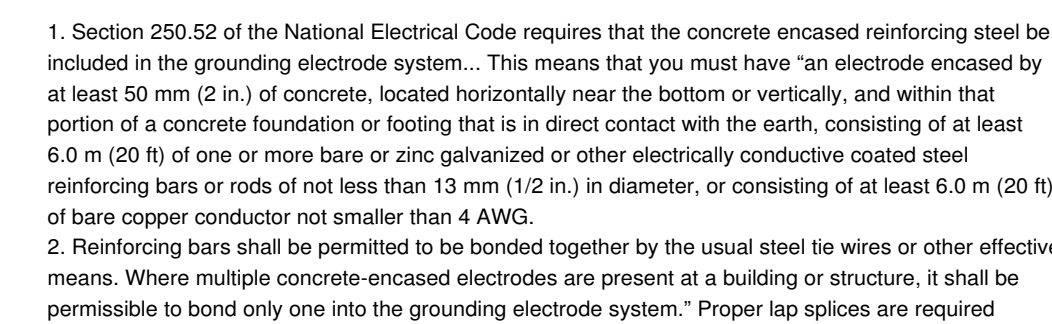 1. Section 250.52 of the National Electrical Code requires that the concrete encased reinforcing steel be
included in the grounding electrode system... This means that you must have “an electrode encased by
at least 50 mm (2 in.) of concrete, located horizontally near the bottom or vertically, and within that
portion of a concrete foundation or footing that is in direct contact with the earth, consisting of at least
6.0 m (20 ft) of one or more bare or zinc galvanized or other electrically conductive coated steel
reinforcing bars or rods of not less than 13 mm (1/2 in.) in diameter, or consisting of at least 6.0 m (20 ft)
of bare copper conductor not smaller than 4 AWG.
2. Reinforcing bars shall be permitted to be bonded together by the usual steel tie wires or other effective
means. Where multiple concrete-encased electrodes are present at a building or structure, it shall be
permissible to bond only one into the grounding electrode system.” Proper lap splices are required